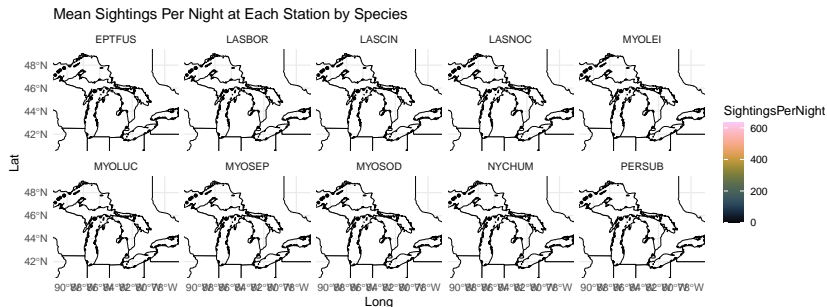 Mean Sightings Per Night at Each Station by Species
EPTFUS LASBOR LASCIN LASNOC MYOLEI
48°N
46°N
44°N
42°N
MYOLUC MYOSEP MYOSOD NYCHUM PERSUB
48°N
46°N
44°N
42°N
Lat
Long
SightingsPerNight
600
400
200
0